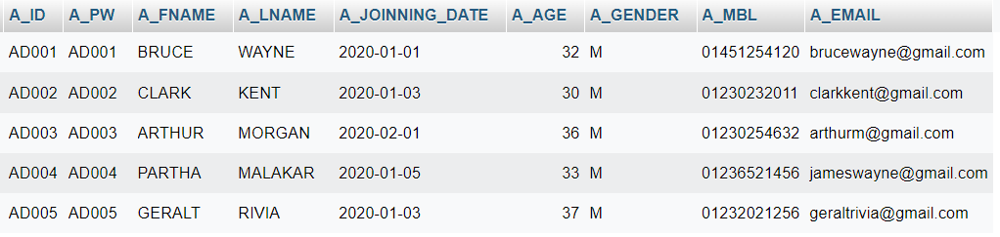 A_ID A_PW A_FNAME A_LNAME A_JOINNING_DATE A_AGE A_GENDER A_MBL A_EMAIL
AD001 AD001 BRUCE WAYNE 2020-01-01 32 M 01451254120 brucewayne@gmail.com
AD002 AD002 CLARK KENT 2020-01-03 30 M 01230232011 clarkkent@gmail.com
AD003 AD003 ARTHUR MORGAN 2020-02-01 36 M 01230254632 arthurm@gmail.com
AD004 AD004 PARTHA MALAKAR 2020-01-05 33 M 01236521456 jameswayne@gmail.com
AD005 AD005 GERALT RIVIA 2020-01-03 37 M 01232021256 geraltrivia@gmail.com